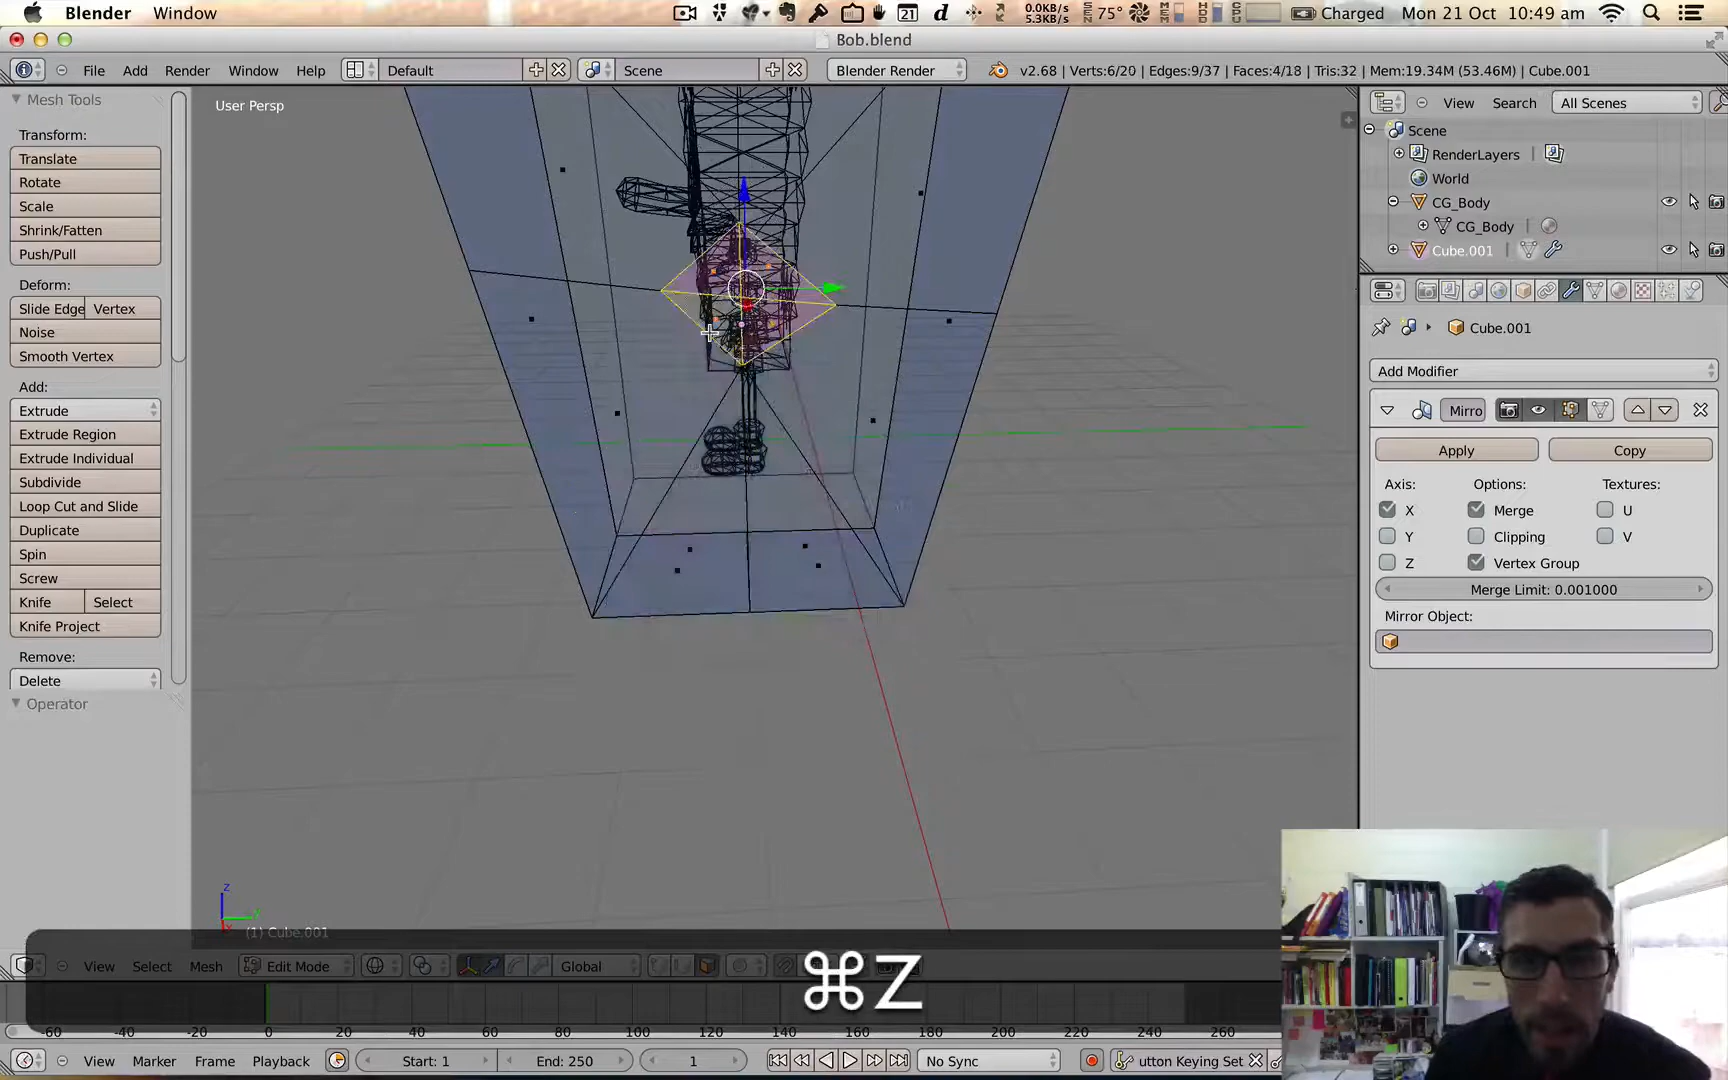 Blender Window 0.0KB/s 5.3KB/s SEN 75° MEM HDD CPU Charged Mon 21 Oct 10:49 am
Bob.blend
File Add Render Window Help Default Scene Blender Render v2.68 | Verts:6/20 | Edges:9/37 | Faces:4/18 | Tris:32 | Mem:19.34M (53.46M) | Cube.001
Mesh Tools
User Persp
View Search All Scenes
Transform:
Translate
Rotate
Scale
Shrink/Fatten
Push/Pull
Deform:
Slide Edge Vertex
Noise
Smooth Vertex
Add:
Extrude
Extrude Region
Extrude Individual
Subdivide
Loop Cut and Slide
Duplicate
Spin
Screw
Knife Select
Knife Project
Remove:
Delete
Operator
Scene
RenderLayers
World
CG_Body
CG_Body
Cube.001
Cube.001
Add Modifier
Mirro
Apply Copy
Axis: Options: Textures:
X Merge U
Y Clipping V
Z Vertex Group
Merge Limit: 0.001000
Mirror Object:
z
(1) Cube.001
View Select Mesh Edit Mode Global
⌘Z
-60 -40 -20 0 20 40 60 80 100 120 140 160 180 200 220 240 260
View Marker Frame Playback Start: 1 End: 250 1 No Sync utton Keying Set